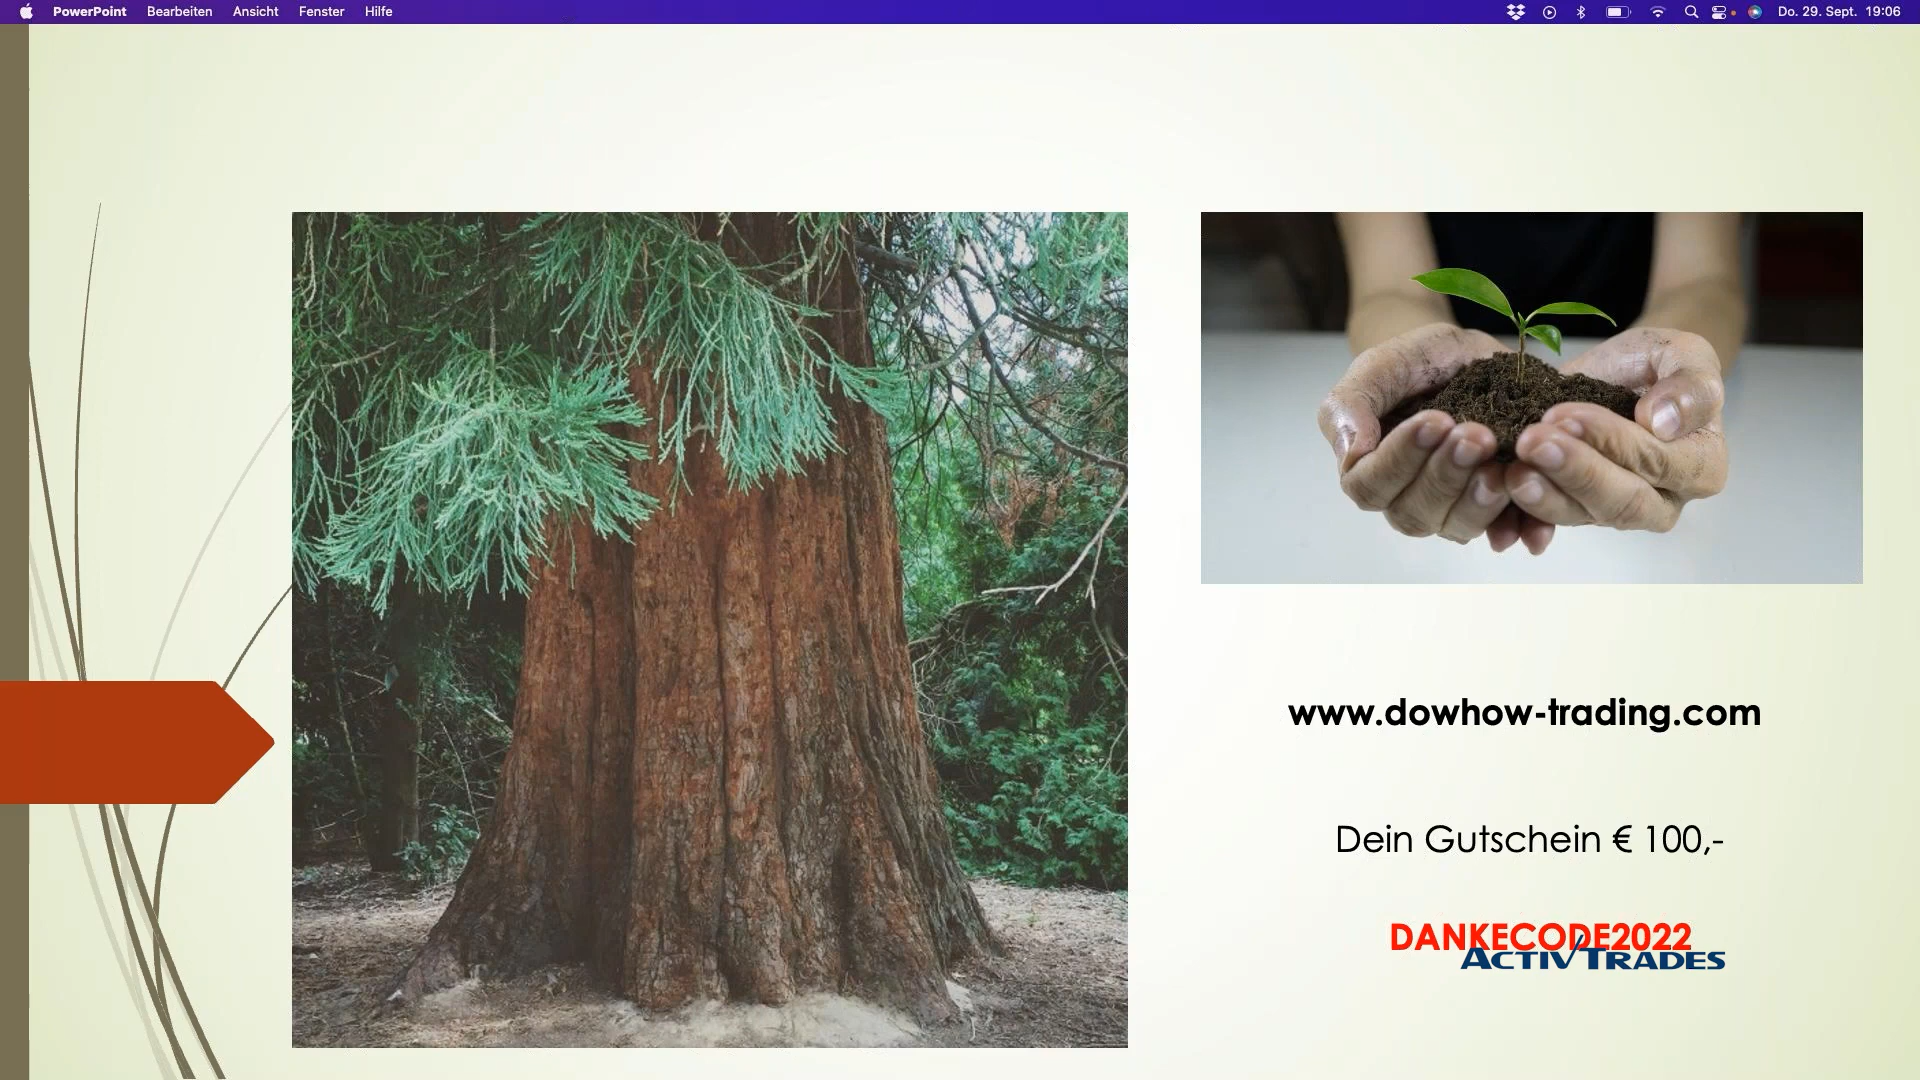 PowerPoint Bearbeiten Ansicht Fenster Hilfe Do. 29. Sept. 19:06
www.dowhow-trading.com
Dein Gutschein € 100,-
DANKECODE2022
ACTIVTRADES